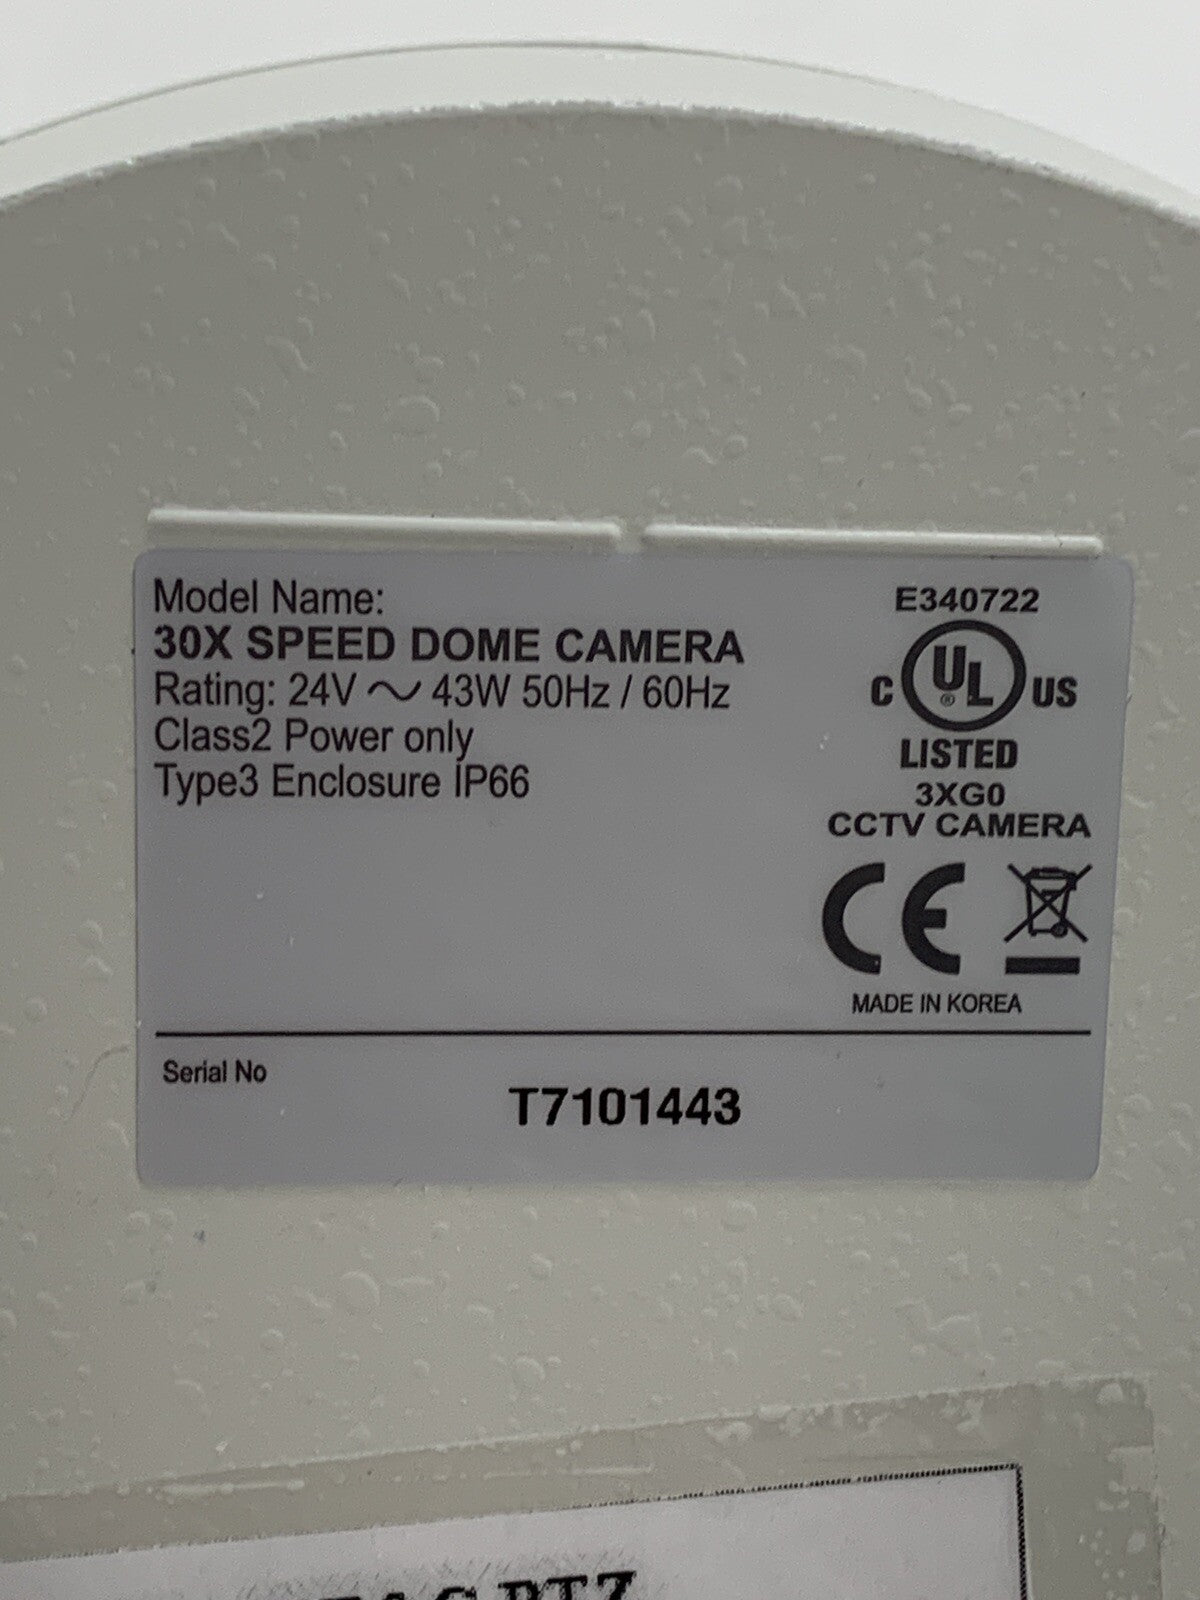 Model Name:
30X SPEED DOME CAMERA
Rating: 24V ～ 43W 50Hz / 60Hz
Class2 Power only
Type3 Enclosure IP66
E340722
C UL ® US
LISTED
3XG0
CCTV CAMERA
CE
MADE IN KOREA
Serial No
T7101443
PTZ